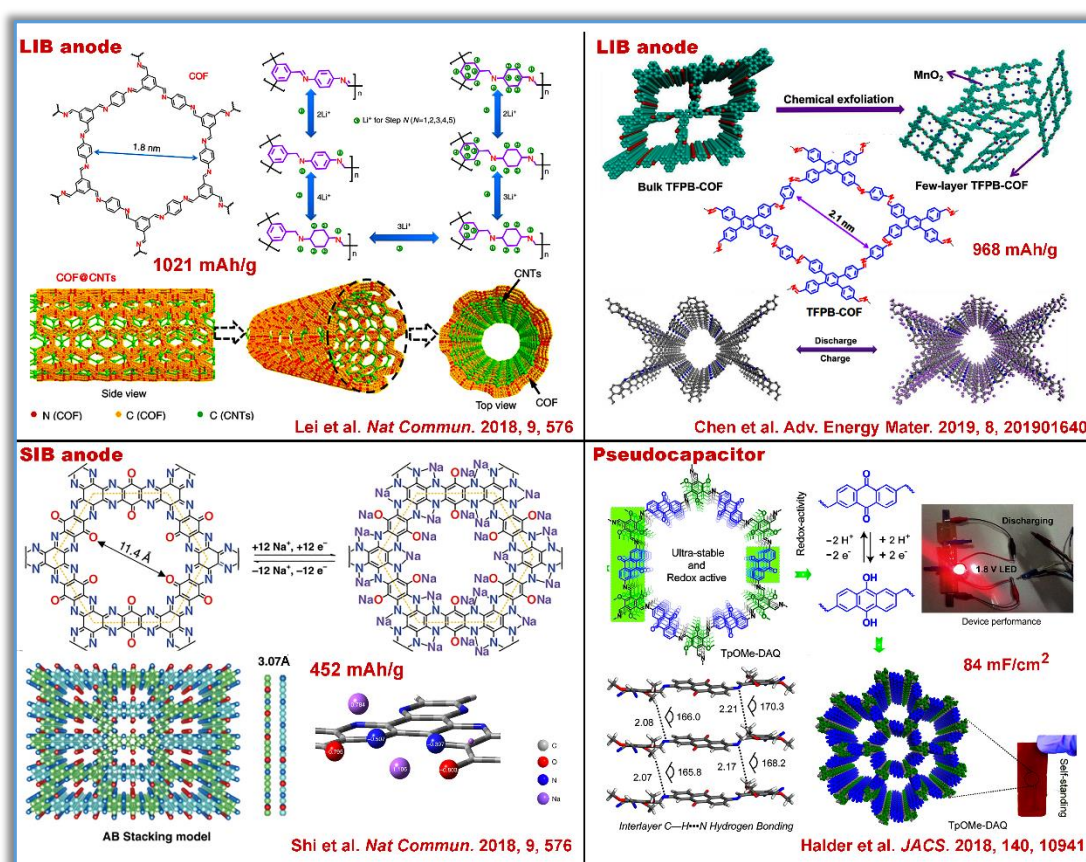 LIB anode
COF
1.8 nm
n
2Li⁺
4Li⁺
3Li⁺
Li⁺ for Step N (N=1,2,3,4,5)
n
2Li⁺
3Li⁺
n
1021 mAh/g
COF@CNTs
CNTs
Side view
Top view
COF
N (COF)
C (COF)
C (CNTs)
Lei et al. Nat Commun. 2018, 9, 576
LIB anode
MnO₂
Chemical exfoliation
Bulk TFPB-COF
Few-layer TFPB-COF
2.1 nm
968 mAh/g
TFPB-COF
Discharge
Charge
Chen et al. Adv. Energy Mater. 2019, 8, 201901640
SIB anode
11.4 Å
+12 Na⁺, +12 e⁻
−12 Na⁺, −12 e⁻
452 mAh/g
3.07Å
C
O
N
Na
AB Stacking model
Shi et al. Nat Commun. 2018, 9, 576
Pseudocapacitor
Ultra-stable
and
Redox active
TpOMe-DAQ
Redox-activity
−2 H⁺
−2 e⁻
+ 2 H⁺
+ 2 e⁻
O
O
OH
OH
Discharging
1.8 V LED
Device performance
84 mF/cm²
2.08
166.0
2.21
170.3
2.07
165.8
2.17
168.2
Interlayer C—H•••N Hydrogen Bonding
TpOMe-DAQ
Self-standing
Halder et al. JACS. 2018, 140, 10941